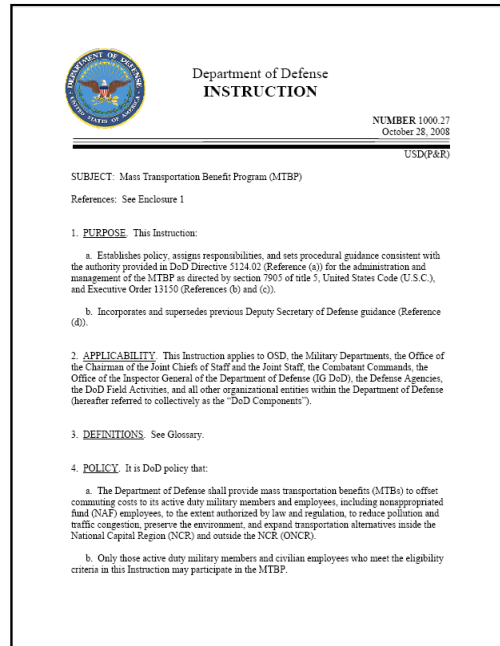 DEPARTMENT OF DEFENSE
UNITED STATES OF AMERICA
Department of Defense
INSTRUCTION
NUMBER 1000.27
October 28, 2008
USD(P&R)
SUBJECT: Mass Transportation Benefit Program (MTBP)
References: See Enclosure 1
1. PURPOSE. This Instruction:
a. Establishes policy, assigns responsibilities, and sets procedural guidance consistent with
the authority provided in DoD Directive 5124.02 (Reference (a)) for the administration and
management of the MTBP as directed by section 7905 of title 5, United States Code (U.S.C.),
and Executive Order 13150 (References (b) and (c)).
b. Incorporates and supersedes previous Deputy Secretary of Defense guidance (Reference
(d)).
2. APPLICABILITY. This Instruction applies to OSD, the Military Departments, the Office of
the Chairman of the Joint Chiefs of Staff and the Joint Staff, the Combatant Commands, the
Office of the Inspector General of the Department of Defense (IG DoD), the Defense Agencies,
the DoD Field Activities, and all other organizational entities within the Department of Defense
(hereafter referred to collectively as the “DoD Components”).
3. DEFINITIONS. See Glossary.
4. POLICY. It is DoD policy that:
a. The Department of Defense shall provide mass transportation benefits (MTBs) to offset
commuting costs to its active duty military members and employees, including nonappropriated
fund (NAF) employees, to the extent authorized by law and regulation, to reduce pollution and
traffic congestion, preserve the environment, and expand transportation alternatives inside the
National Capital Region (NCR) and outside the NCR (ONCR).
b. Only those active duty military members and civilian employees who meet the eligibility
criteria in this Instruction may participate in the MTBP.